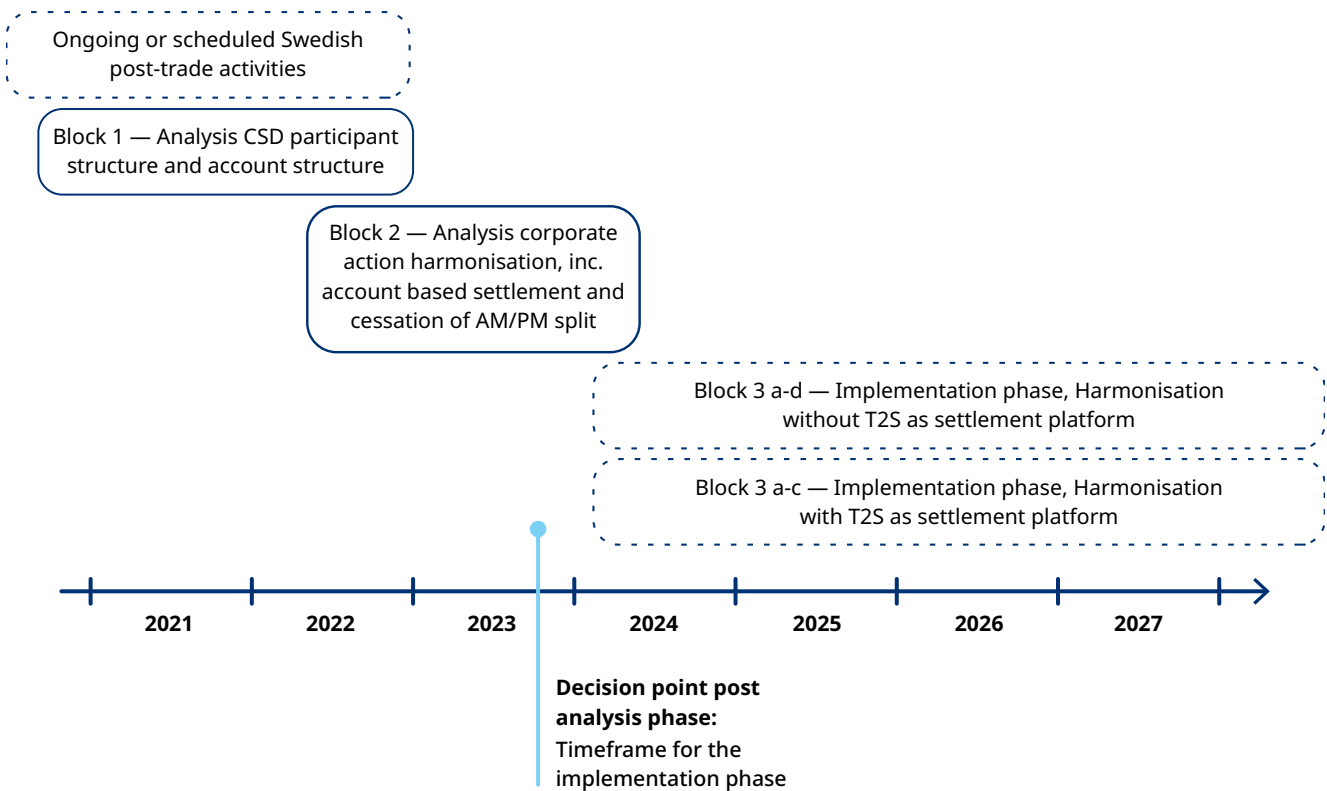 Ongoing or scheduled Swedish
post-trade activities
Block 1 — Analysis CSD participant
structure and account structure
Block 2 — Analysis corporate
action harmonisation, inc.
account based settlement and
cessation of AM/PM split
Block 3 a-d — Implementation phase, Harmonisation
without T2S as settlement platform
Block 3 a-c — Implementation phase, Harmonisation
with T2S as settlement platform
2021 2022 2023 2024 2025 2026 2027
Decision point post
analysis phase:
Timeframe for the
implementation phase